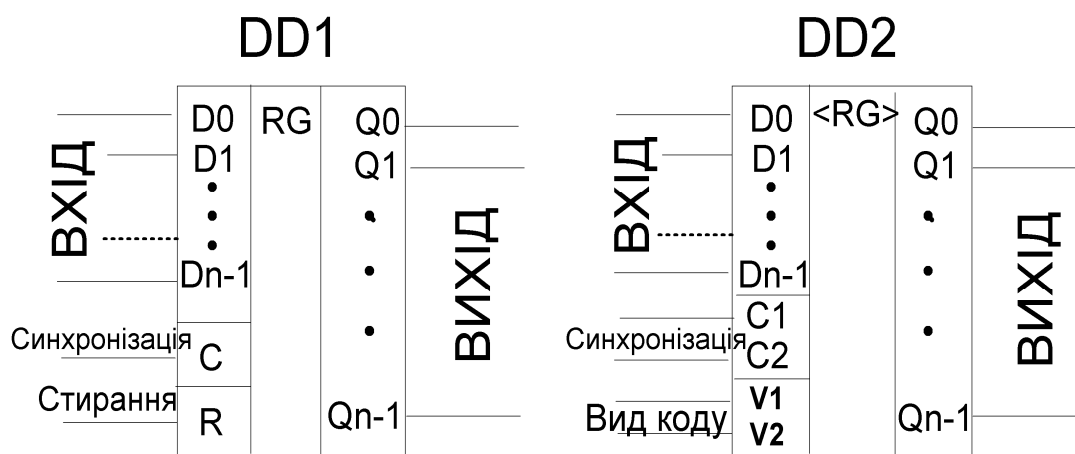 DD1
D0 RG Q0
D1 Q1
ВХІД
Dn-1
ВИХІД
Синхронізація
C
Стирання
R
Qn-1
DD2
D0 <RG> Q0
D1 Q1
ВХІД
Dn-1
ВИХІД
C1
Синхронізація
C2
V1
Вид коду
V2
Qn-1